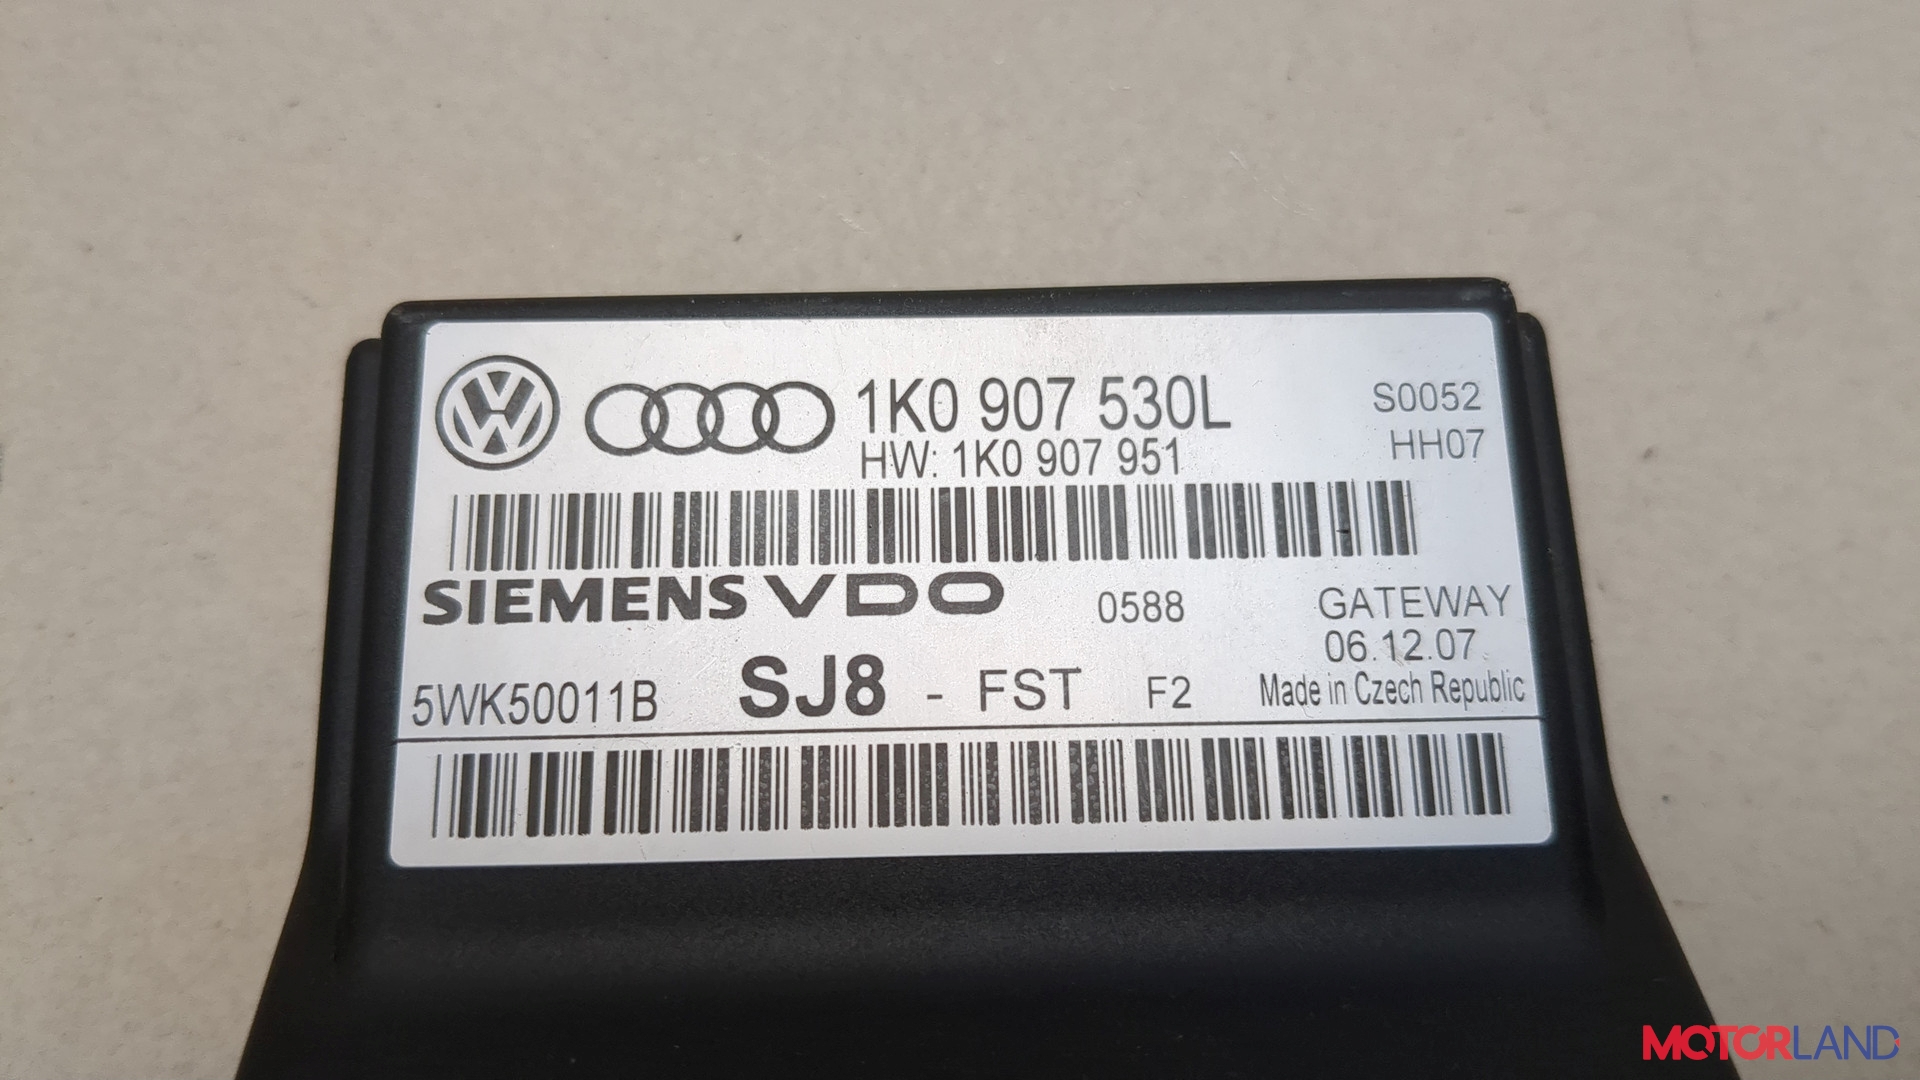 1K0 907 530L S0052
HW: 1K0 907 951 HH07
SIEMENS VDO 0588 GATEWAY
06.12.07
5WK50011B SJ8 - FST F2 Made in Czech Republic
MOTORLAND